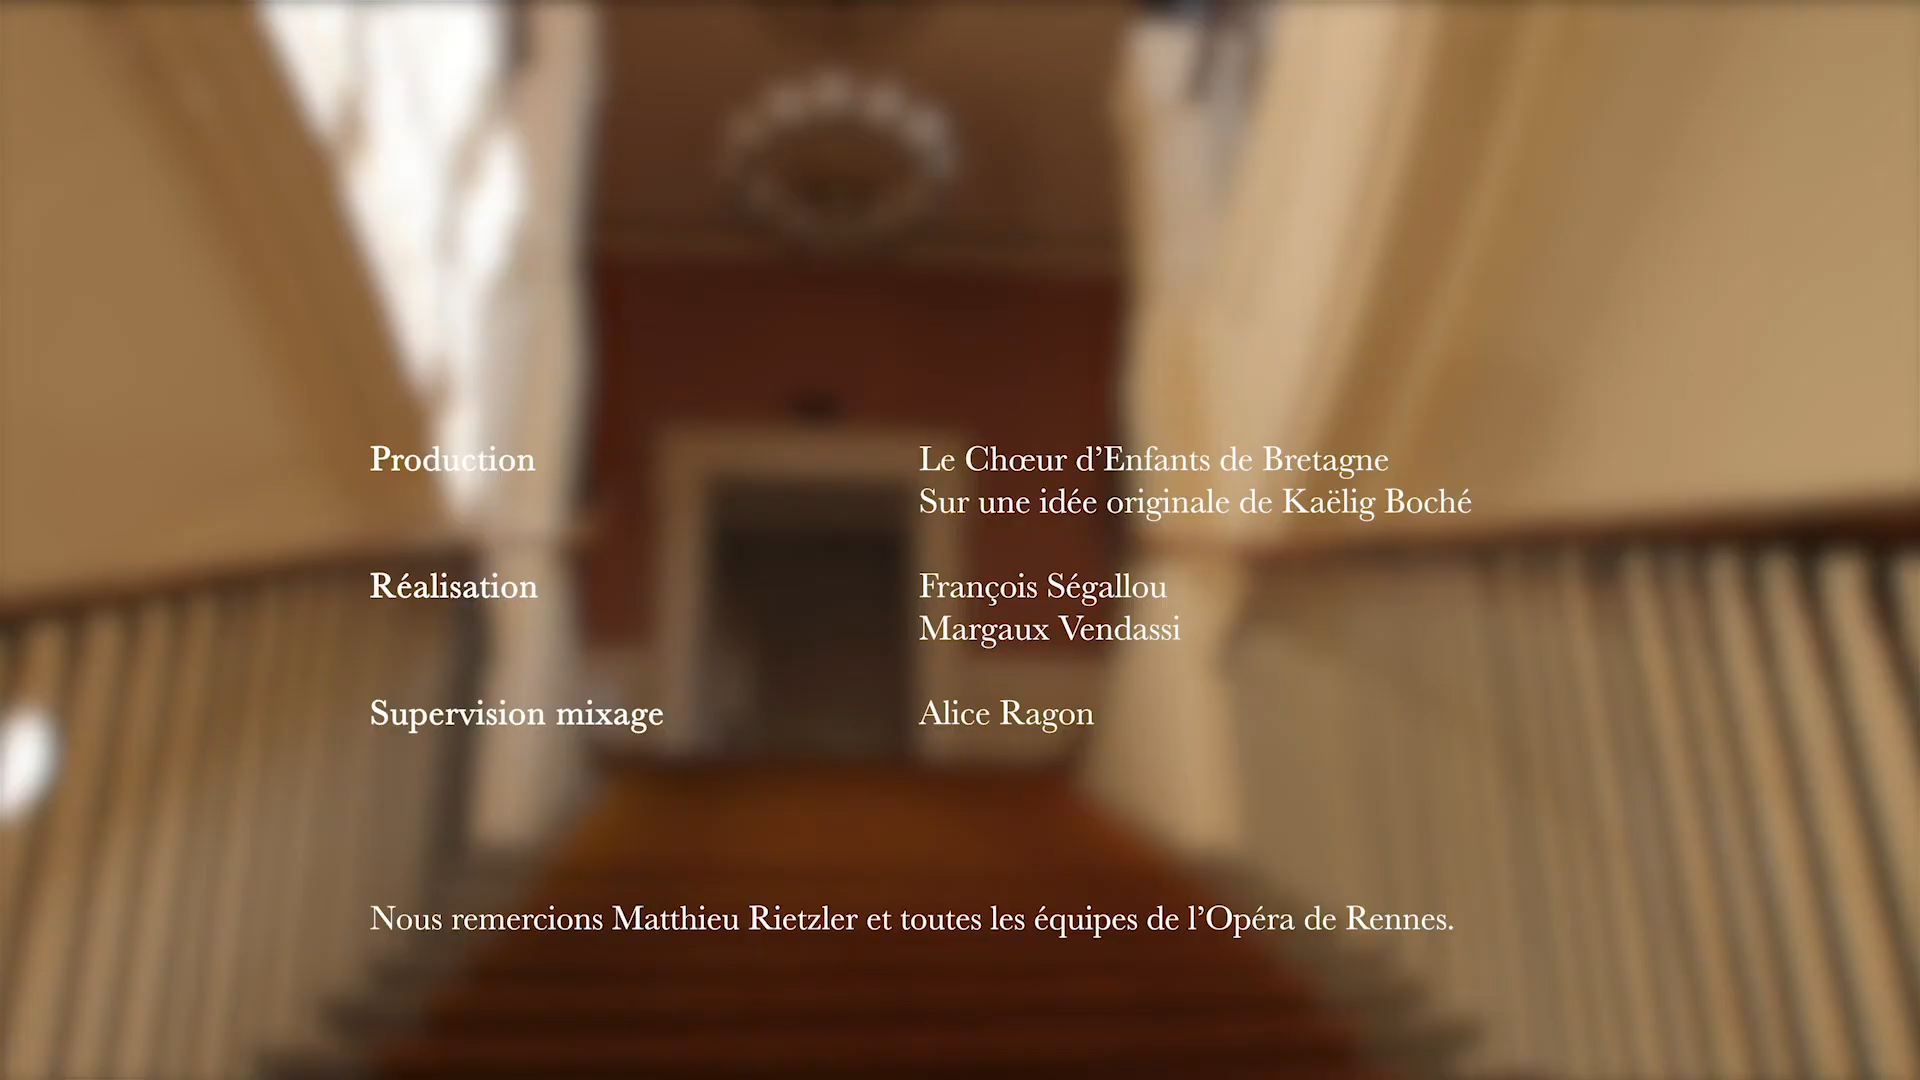 Production
Le Chœur d’Enfants de Bretagne
Sur une idée originale de Kaëlig Boché
Réalisation
François Ségallou
Margaux Vendassi
Supervision mixage
Alice Ragon
Nous remercions Matthieu Rietzler et toutes les équipes de l’Opéra de Rennes.